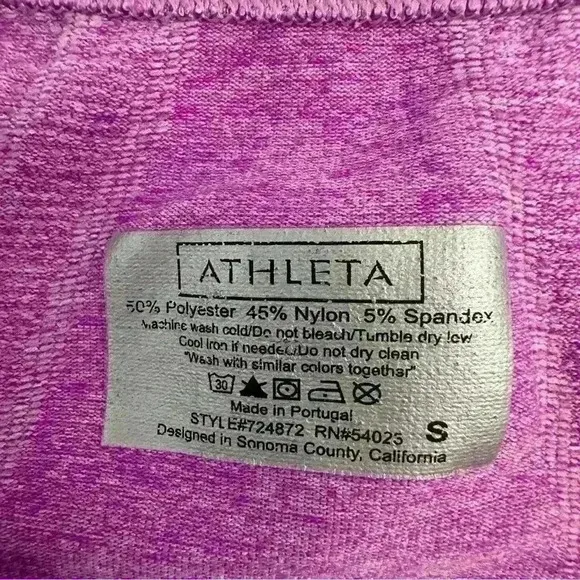 ATHLETA
50% Polyester 45% Nylon 5% Spandex
Machine wash cold/Do not bleach/Tumble dry low
Cool iron if needed/Do not dry clean
"Wash with similar colors together"
30
Made in Portugal
STYLE#724872 RN#54023 S
Designed in Sonoma County, California